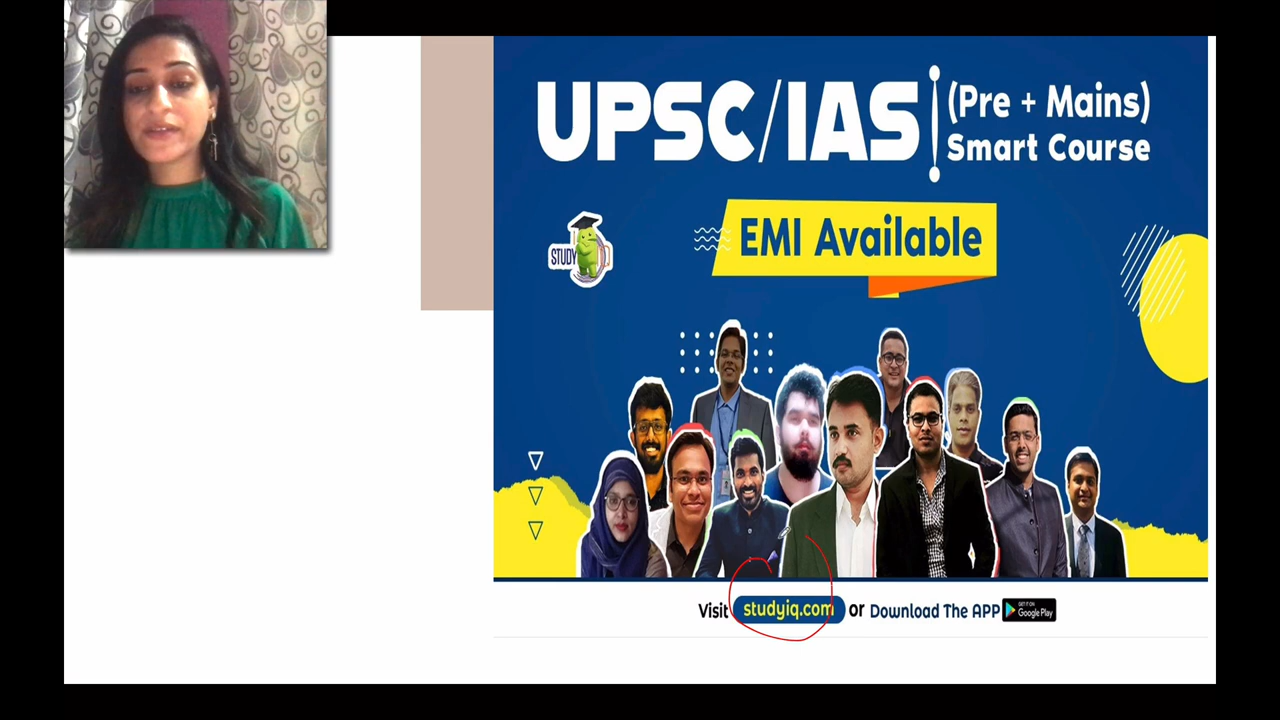 UPSC/IAS
(Pre + Mains)
Smart Course
EMI Available
STUDY
Visit studyiq.com or Download The APP
GET IT ON
Google Play